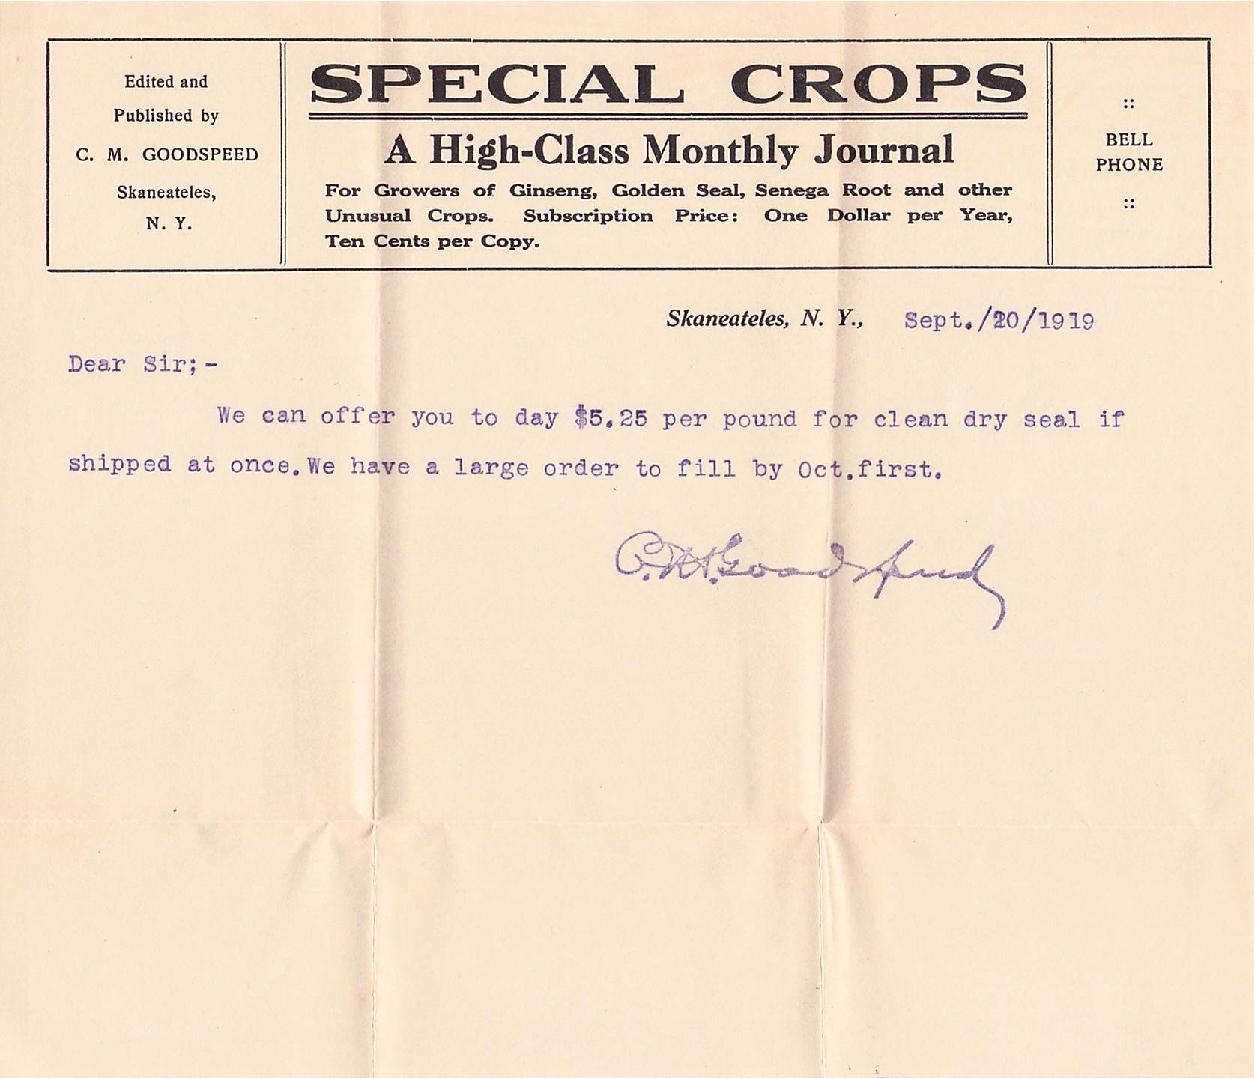 Edited and
Published by
C. M. GOODSPEED
Skaneateles,
N. Y.
SPECIAL CROPS
A High-Class Monthly Journal
For Growers of Ginseng, Golden Seal, Senega Root and other
Unusual Crops. Subscription Price: One Dollar per Year,
Ten Cents per Copy.
::
BELL
PHONE
::
Skaneateles, N. Y., Sept./20/1919
Dear Sir;-
We can offer you to day $5.25 per pound for clean dry seal if
shipped at once.We have a large order to fill by Oct.first.
C.M.Goodspeed